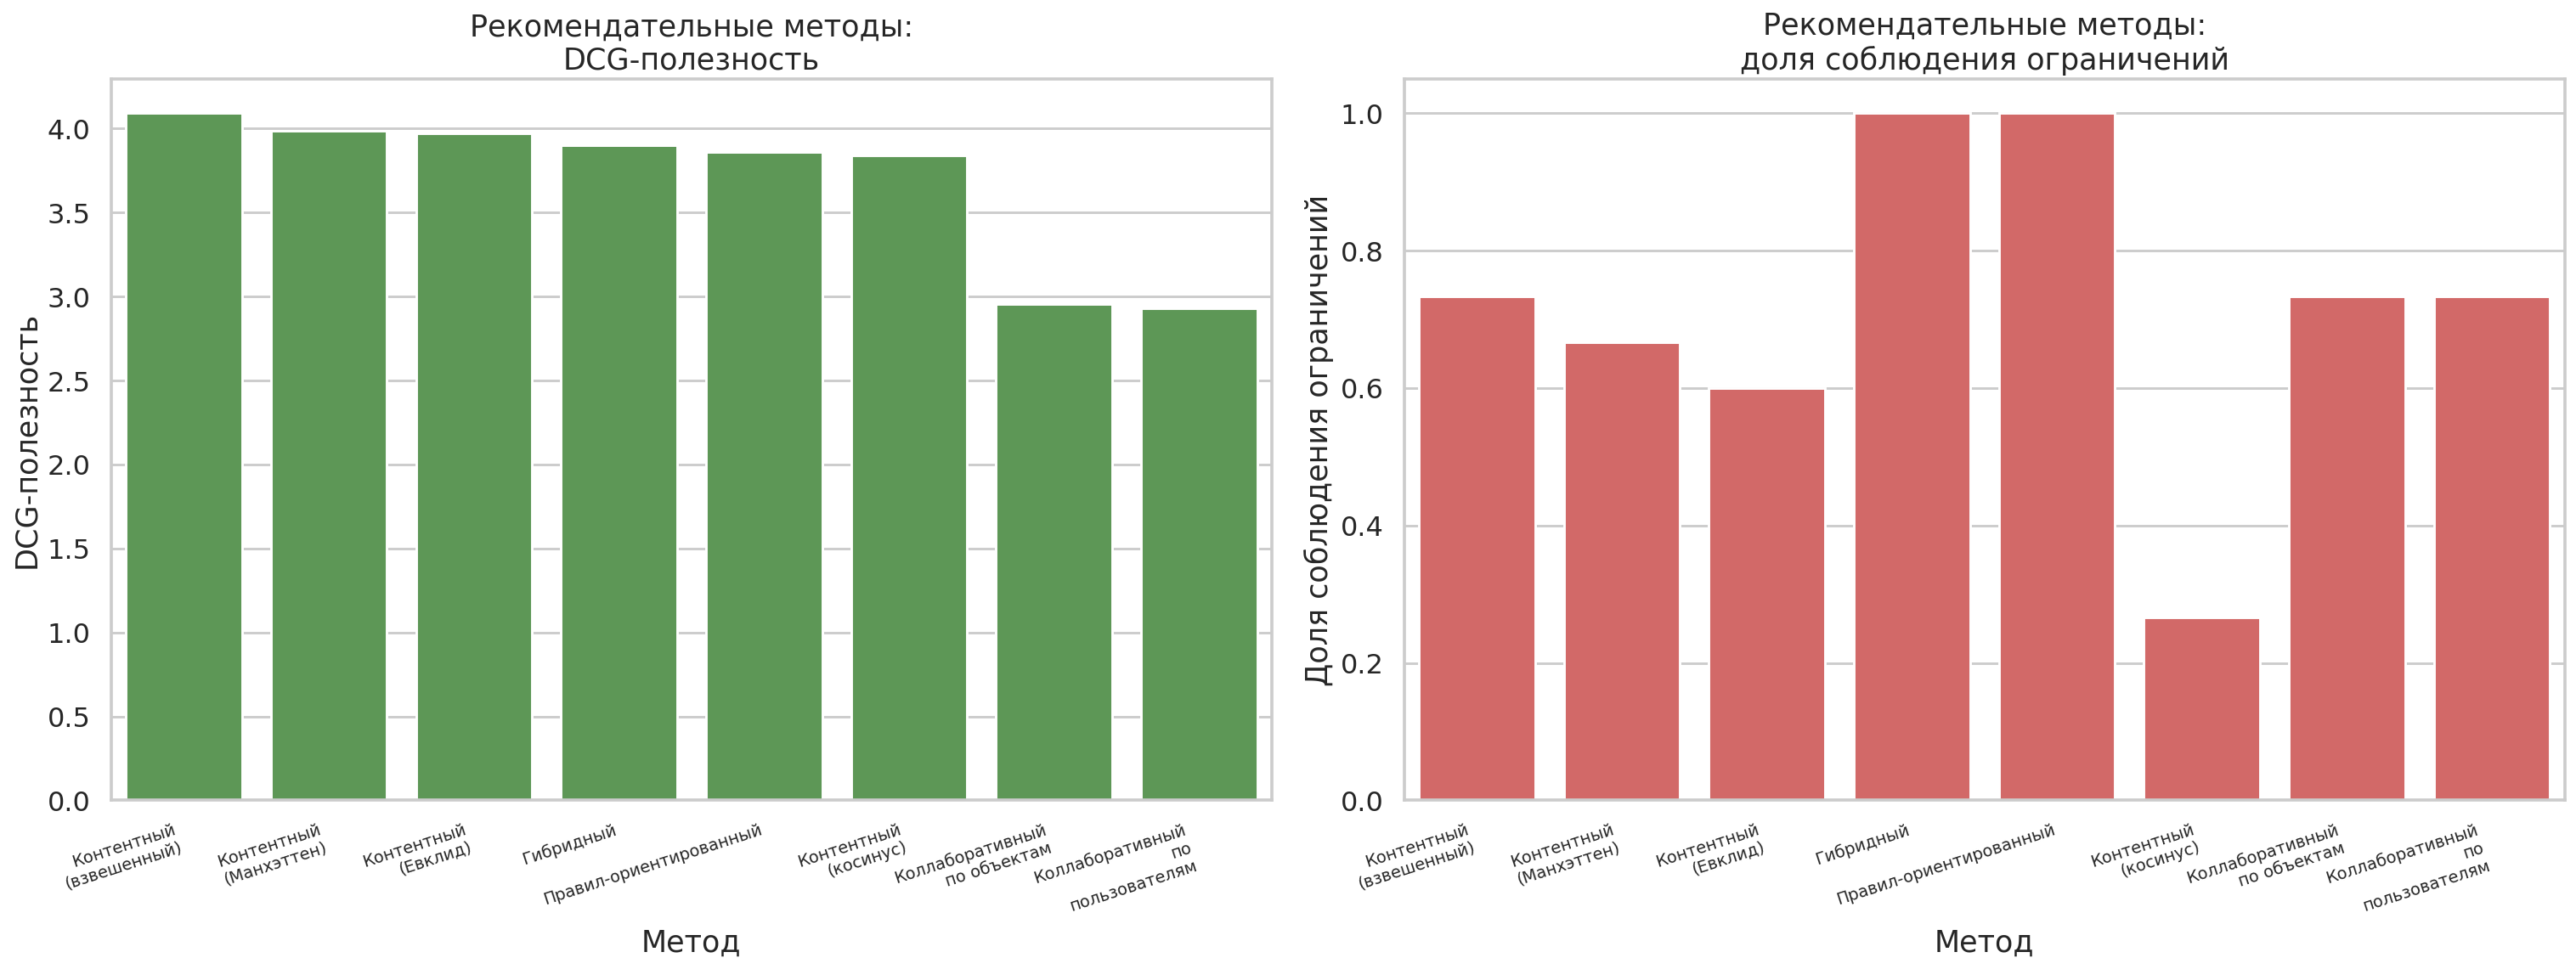 Рекомендательные методы:
DCG-полезность
DCG-полезность
4.0
3.5
3.0
2.5
2.0
1.5
1.0
0.5
0.0
Контентный
(взвешенный)
Контентный
(Манхэттен)
Контентный
(Евклид)
Гибридный
Правил-ориентированный
Контентный
(косинус)
Коллаборативный
по объектам
Коллаборативный
по
пользователям
Метод
Рекомендательные методы:
доля соблюдения ограничений
Доля соблюдения ограничений
1.0
0.8
0.6
0.4
0.2
0.0
Контентный
(взвешенный)
Контентный
(Манхэттен)
Контентный
(Евклид)
Гибридный
Правил-ориентированный
Контентный
(косинус)
Коллаборативный
по объектам
Коллаборативный
по
пользователям
Метод